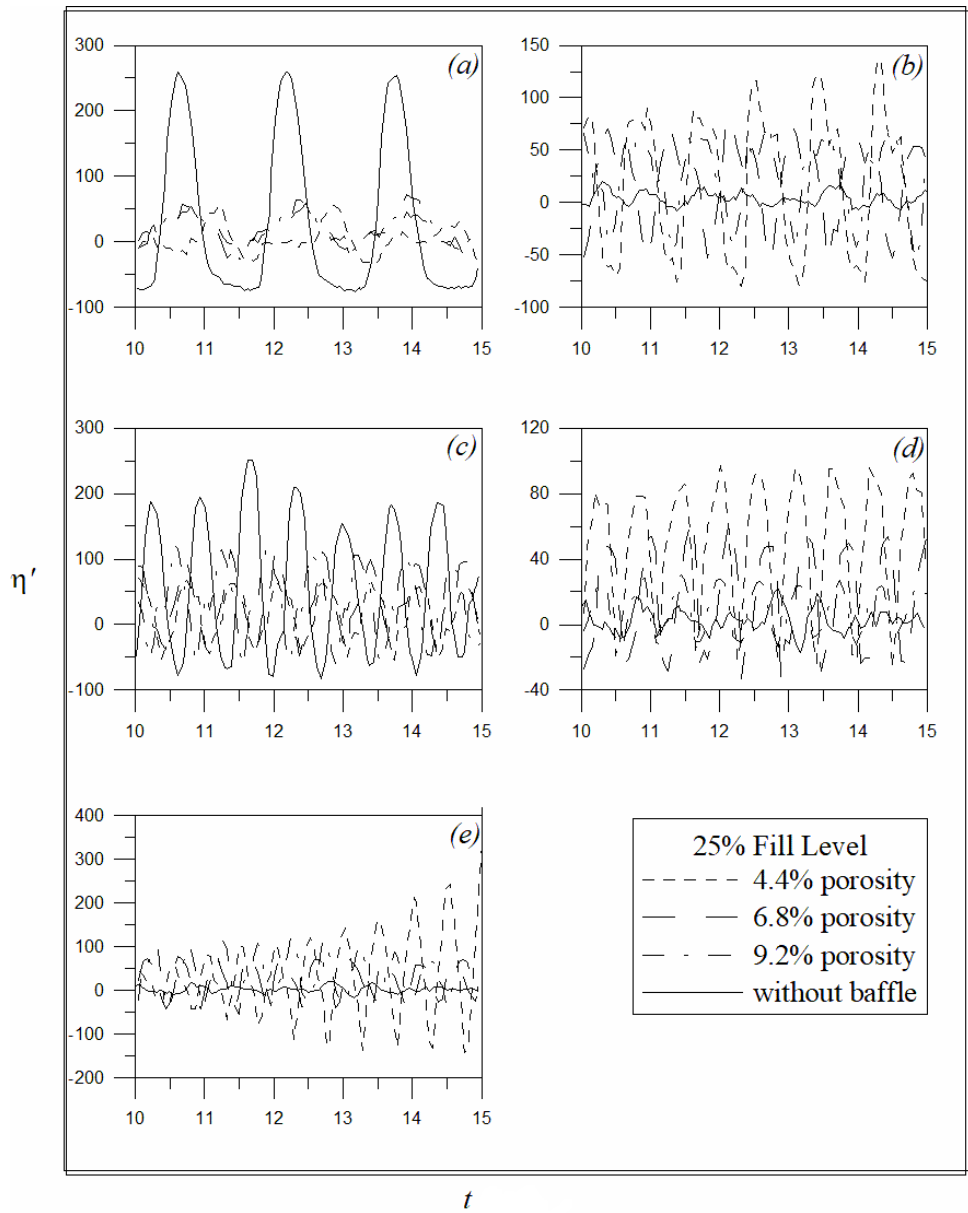 300
200
100
0
-100
(a)
10 11 12 13 14 15
150
100
50
0
-50
-100
(b)
10 11 12 13 14 15
300
200
100
0
-100
(c)
10 11 12 13 14 15
120
80
40
0
-40
(d)
10 11 12 13 14 15
η'
400
300
200
100
0
-100
-200
(e)
10 11 12 13 14 15
25% Fill Level
4.4% porosity
6.8% porosity
9.2% porosity
without baffle
t